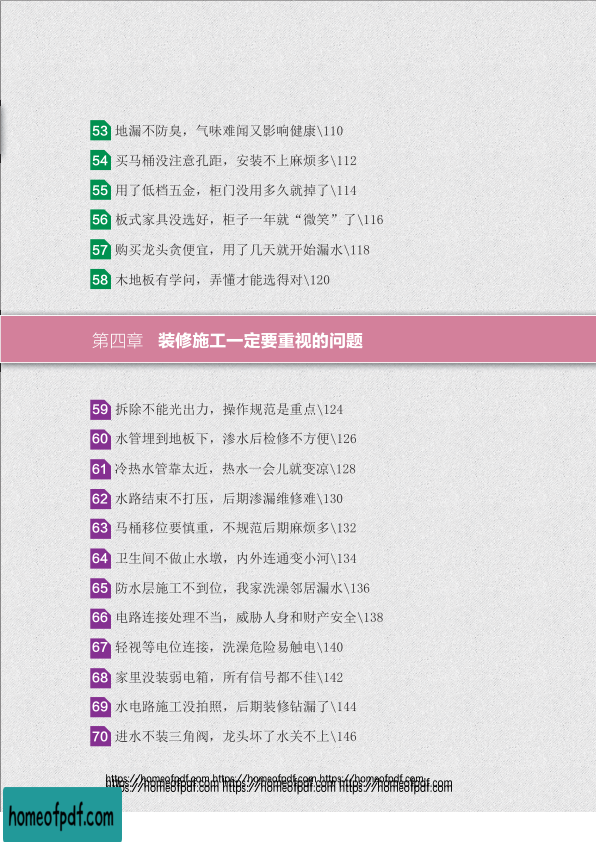 53 地漏不防臭，气味难闻又影响健康\110
54 买马桶没注意孔距，安装不上麻烦多\112
55 用了低档五金，柜门没用多久就掉了\114
56 板式家具没选好，柜子一年就“微笑”了\116
57 购买龙头贪便宜，用了几天就开始漏水\118
58 木地板有学问，弄懂才能选得对\120
第四章 装修施工一定要重视的问题
59 拆除不能光出力，操作规范是重点\124
60 水管埋到地板下，渗水后检修不方便\126
61 冷热水管靠太近，热水一会儿就变凉\128
62 水路结束不打压，后期渗漏维修难\130
63 马桶移位要慎重，不规范后期麻烦多\132
64 卫生间不做止水墩，内外连通变小河\134
65 防水层施工不到位，我家洗澡邻居漏水\136
66 电路连接处理不当，威胁人身和财产安全\138
67 轻视等电位连接，洗澡危险易触电\140
68 家里没装弱电箱，所有信号都不佳\142
69 水电路施工没拍照，后期装修钻漏了\144
70 进水不装三角阀，龙头坏了水关不上\146
https://homeofpdf.com https://homeofpdf.com https://homeofpdf.com
https://homeofpdf.com https://homeofpdf.com https://homeofpdf.com
homeofpdf.com